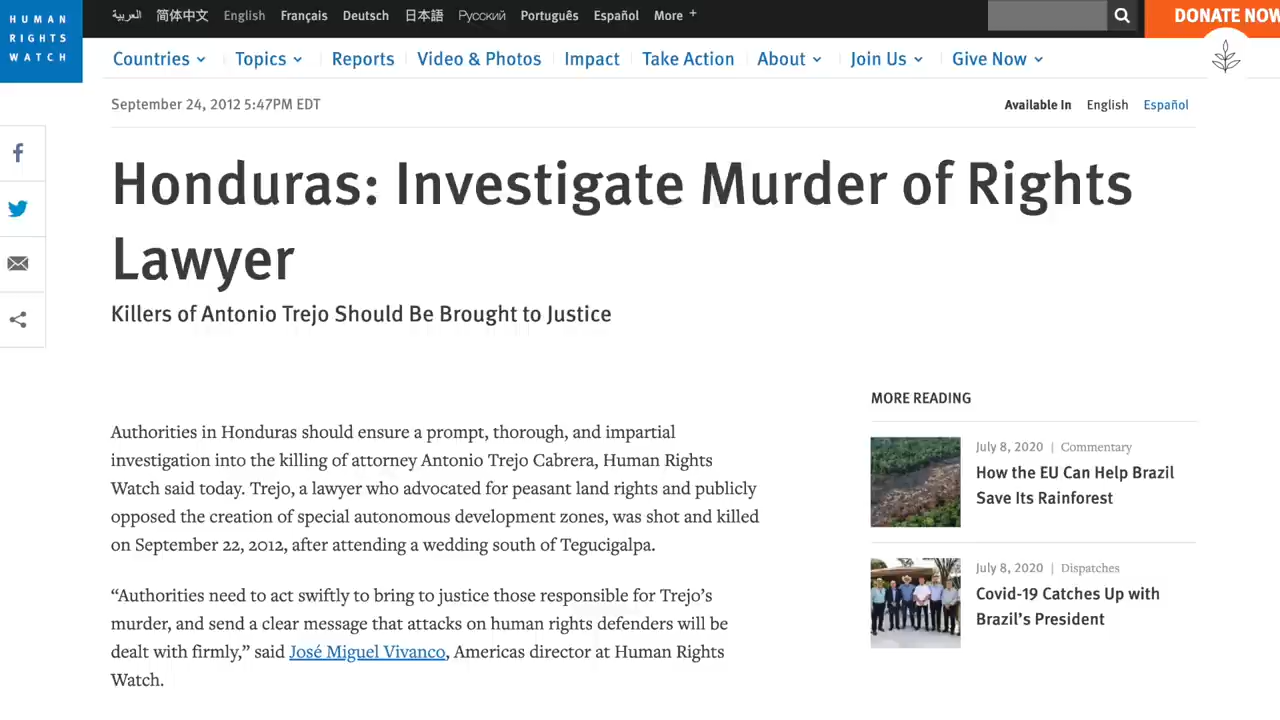 HUMAN
RIGHTS
WATCH
العربية 简体中文 English Français Deutsch 日本語 Русский Português Español More +
DONATE NOW
Countries Topics Reports Video & Photos Impact Take Action About Join Us Give Now
September 24, 2012 5:47PM EDT
Available In English Español
Honduras: Investigate Murder of Rights
Lawyer
Killers of Antonio Trejo Should Be Brought to Justice
Authorities in Honduras should ensure a prompt, thorough, and impartial
investigation into the killing of attorney Antonio Trejo Cabrera, Human Rights
Watch said today. Trejo, a lawyer who advocated for peasant land rights and publicly
opposed the creation of special autonomous development zones, was shot and killed
on September 22, 2012, after attending a wedding south of Tegucigalpa.
“Authorities need to act swiftly to bring to justice those responsible for Trejo’s
murder, and send a clear message that attacks on human rights defenders will be
dealt with firmly,” said José Miguel Vivanco, Americas director at Human Rights
Watch.
MORE READING
July 8, 2020 | Commentary
How the EU Can Help Brazil
Save Its Rainforest
July 8, 2020 | Dispatches
Covid-19 Catches Up with
Brazil’s President